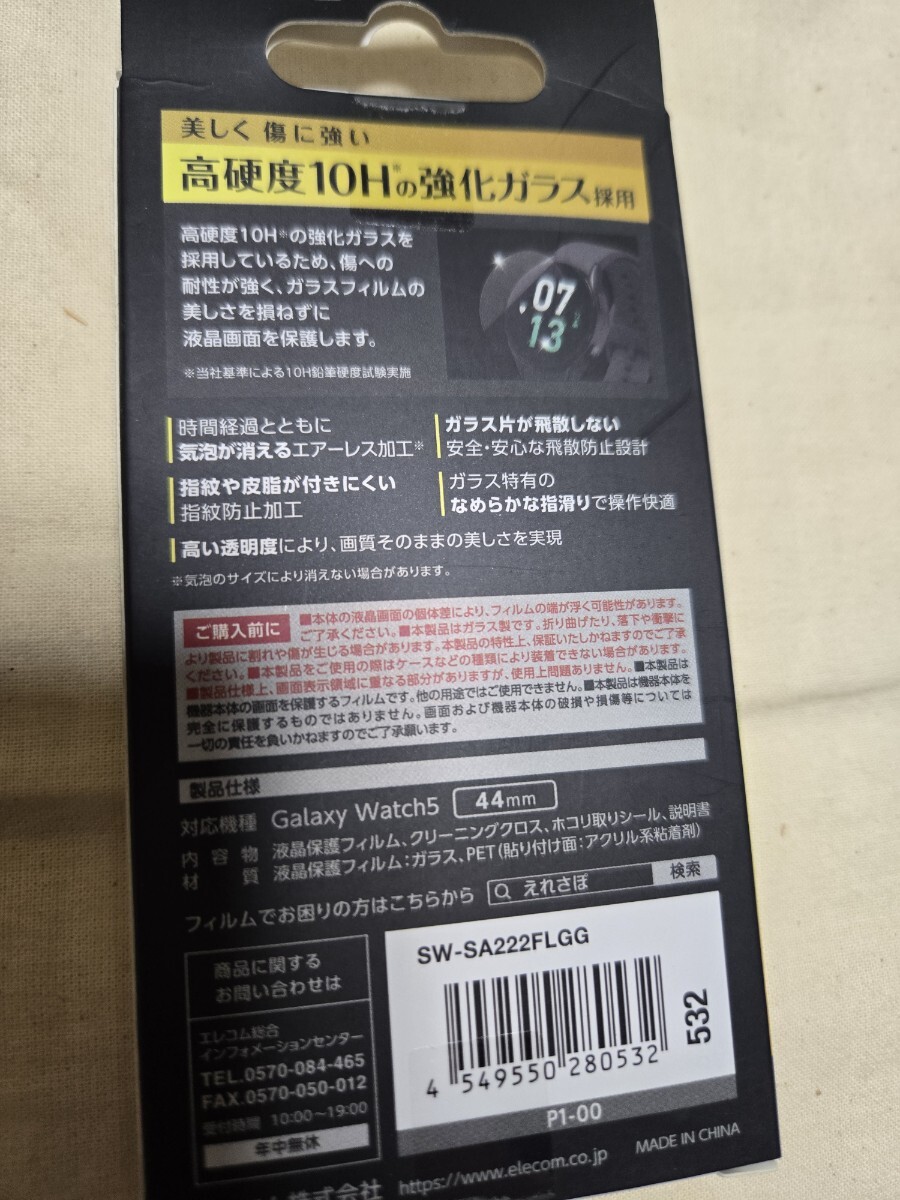 美しく 傷に強い
高硬度10H※の強化ガラス採用
高硬度10H※の強化ガラスを
採用しているため、傷への
耐性が強く、ガラスフィルムの
美しさを損ねずに
液晶画面を保護します。
※当社基準による10H鉛筆硬度試験実施
07
13
時間経過とともに
気泡が消えるエアーレス加工※
ガラス片が飛散しない
安全・安心な飛散防止設計
指紋や皮脂が付きにくい
指紋防止加工
ガラス特有の
なめらかな指滑りで操作快適
高い透明度により、画質そのままの美しさを実現
※気泡のサイズにより消えない場合があります。
ご購入前に
■本体の液晶画面の個体差により、フィルムの端が浮く可能性があります。
ご了承ください。■本製品はガラス製です。折り曲げたり、落下や衝撃に
より製品に割れや傷が生じる場合があります。本製品の特性上、保証いたしかねますのでご了承
ください。■本製品をご使用の際はケースなどの種類により装着できない場合があります。
■製品仕様上、画面表示領域に重なる部分がありますが、使用上問題ありません。■本製品は
機器本体の画面を保護するフィルムです。他の用途ではご使用できません。■本製品は機器本体を
完全に保護するものではありません。画面および機器本体の破損や損傷等については
一切の責任を負いかねますのでご了承願います。
製品仕様
対応機種 Galaxy Watch5 44mm
内容物 液晶保護フィルム、クリーニングクロス、ホコリ取りシール、説明書
材質 液晶保護フィルム：ガラス、PET（貼り付け面：アクリル系粘着剤）
フィルムでお困りの方はこちらから えれさぽ 検索
商品に関する
お問い合わせは
エレコム総合
インフォメーションセンター
TEL.0570-084-465
FAX.0570-050-012
受付時間 10:00～19:00
年中無休
SW-SA222FLGG
532
4 549550 280532
P1-00
株式会社 https://www.elecom.co.jp MADE IN CHINA